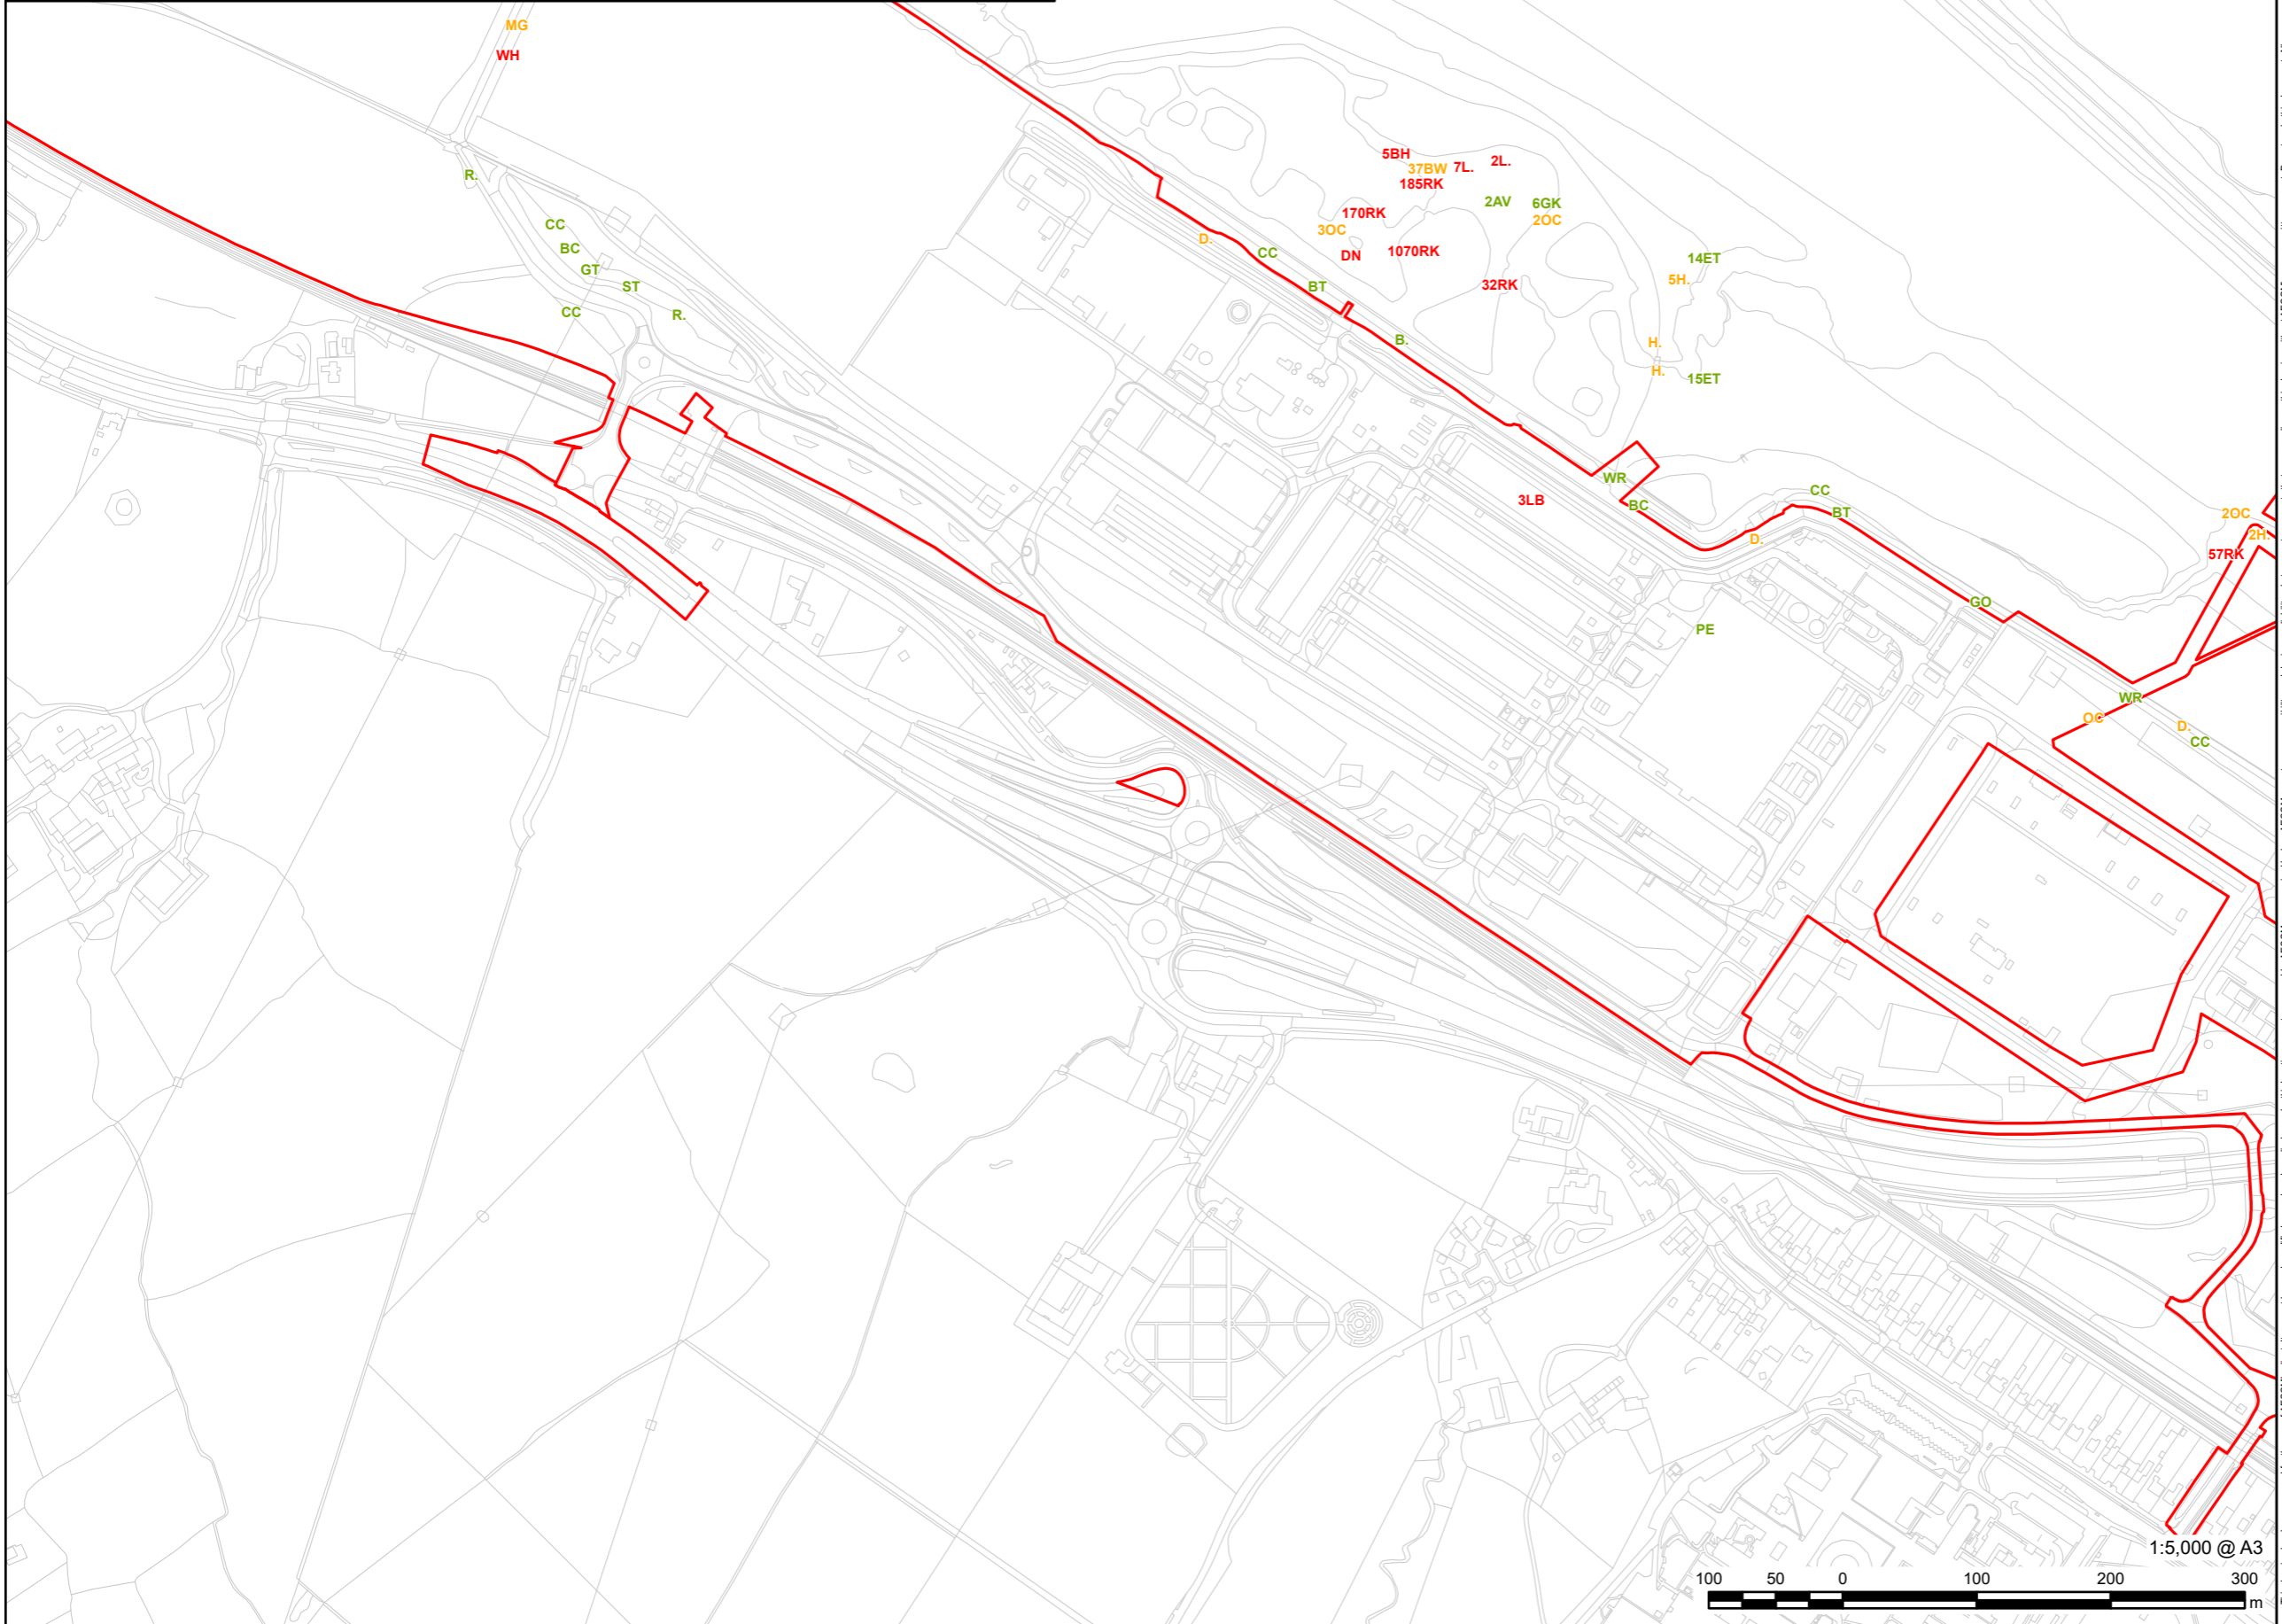 MG
WH
5BH
37BW
7L.
2L.
185RK
R.
2AV
6GK
170RK
2OC
CC
3OC
D.
BC
CC
DN
1070RK
14ET
GT
5H.
ST
BT
32RK
CC
R.
B.
H.
H.
15ET
WR
CC
3LB
BC
BT
2OC
D.
2H.
57RK
GO
PE
WR
OC
D.
CC
1:5,000 @ A3
100 50 0 100 200 300
m